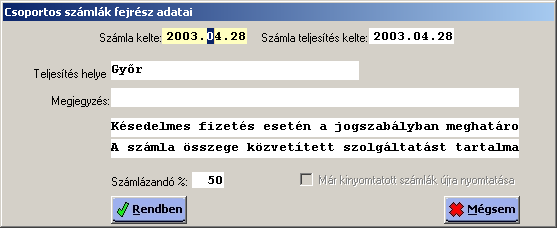 Csoportos számlák fejrész adatai
Számla kelte: 2003.04.28 Számla teljesítés kelte: 2003.04.28
Teljesítés helye Győr
Megjegyzés:
Késedelmes fizetés esetén a jogszabályban meghatáro
A számla összege közvetített szolgáltatást tartalma
Számlázandó %: 50 Már kinyomtatott számlák újra nyomtatása
Rendben Mégsem